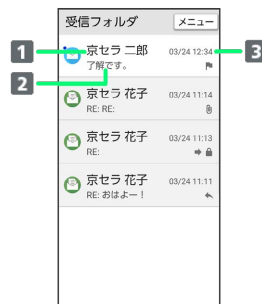 受信フォルダ メニュー
1 京セラ 二郎 03/24 12:34 3
2 了解です。
京セラ 花子 03/24 11:14
RE: RE:
京セラ 花子 03/24 11:13
RE:
京セラ 花子 03/24 11:11
RE: おはよー！